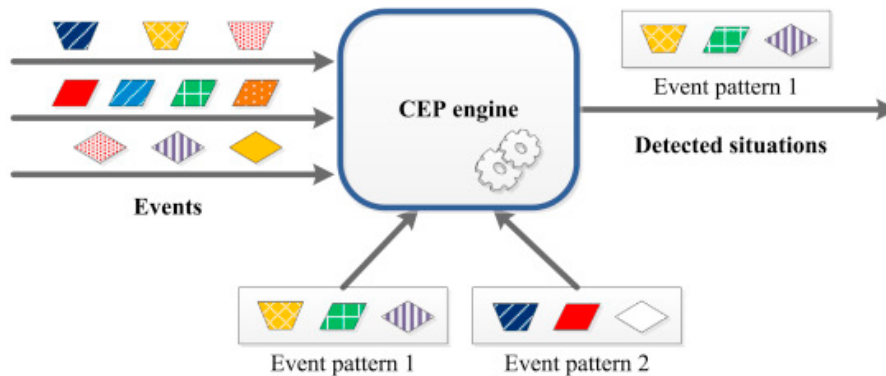 Event pattern 1
CEP engine
Detected situations
Events
Event pattern 1
Event pattern 2